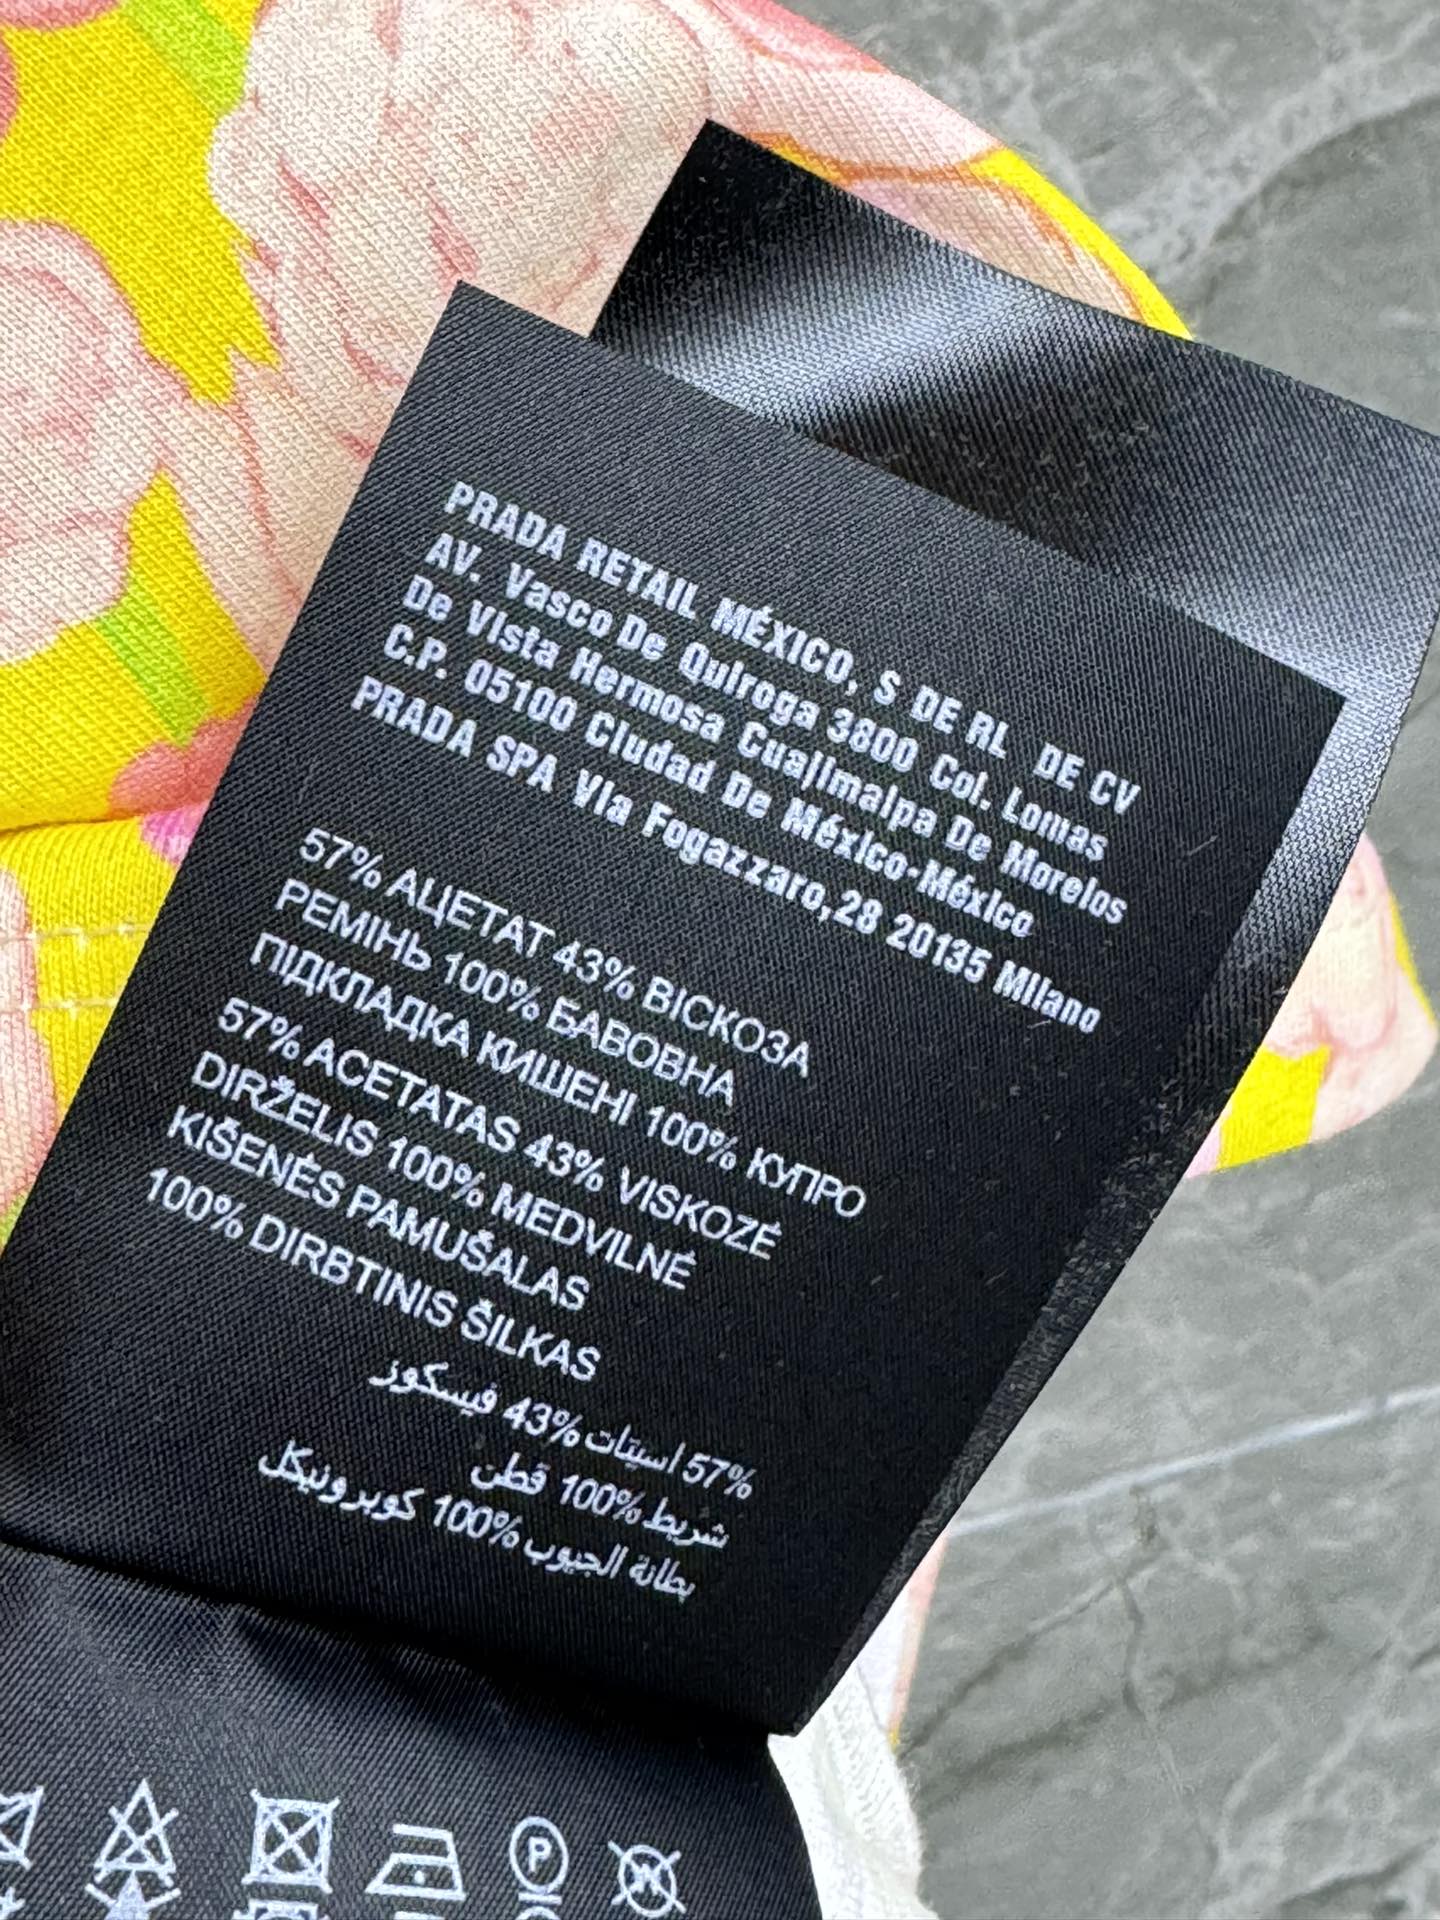 PRADA RETAIL MÉXICO, S DE RL DE CV
AV. Vasco De Quiroga 3800 Col. Lomas
De Vista Hermosa Cuajimalpa De Morelos
C.P. 05100 Ciudad De México-México
PRADA SPA Via Fogazzaro,28 20135 Milano
57% АЦЕТАТ 43% ВІСКОЗА
РЕМІНЬ 100% БАВОВНА
ПІДКЛАДКА КИШЕНІ 100% КУПРО
57% ACETATAS 43% VISKOZĖ
DIRŽELIS 100% MEDVILNĖ
KIŠENĖS PAMUŠALAS
100% DIRBTINIS ŠILKAS
57% اسيتات 43% فيسكوز
شريط 100% قطن
بطانة الجيوب 100% كوبرونيكل
P
W